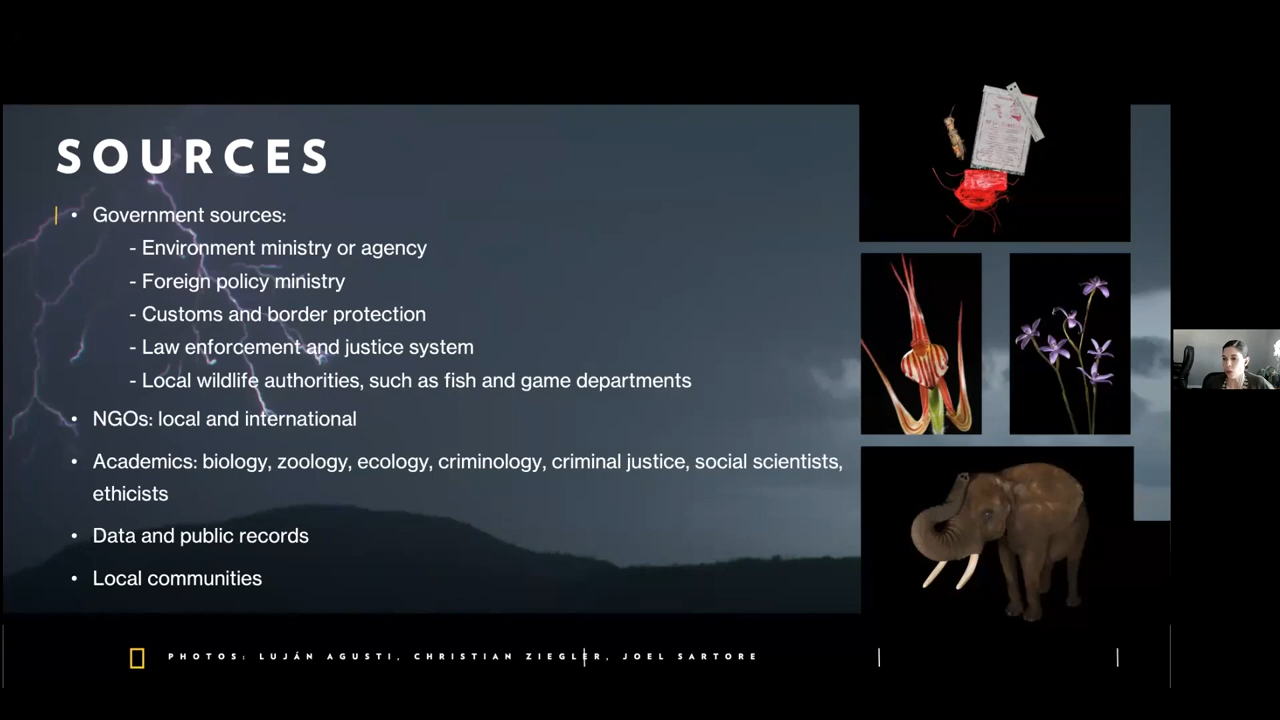 SOURCES
• Government sources:
- Environment ministry or agency
- Foreign policy ministry
- Customs and border protection
- Law enforcement and justice system
- Local wildlife authorities, such as fish and game departments
• NGOs: local and international
• Academics: biology, zoology, ecology, criminology, criminal justice, social scientists,
ethicists
• Data and public records
• Local communities
PHOTOS: LUJÁN AGUSTI, CHRISTIAN ZIEGLER, JOEL SARTORE